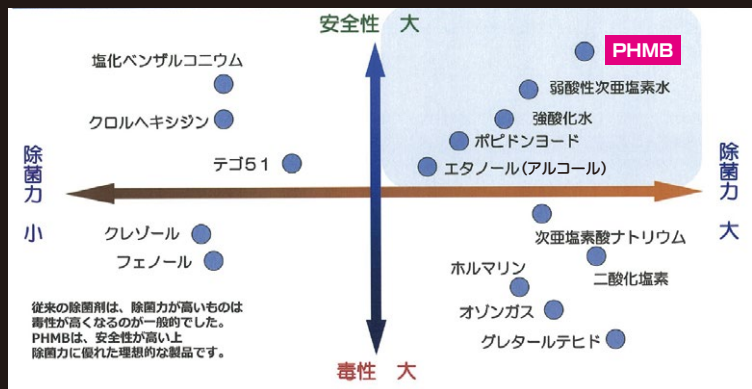 安全性 大
塩化ベンザルコニウム
PHMB
弱酸性次亜塩素水
クロルヘキシジン
強酸化水
ポピドンヨード
テゴ51
エタノール(アルコール)
除菌力 小
除菌力 大
クレゾール
次亜塩素酸ナトリウム
フェノール
ホルマリン
二酸化塩素
オゾンガス
グレタールテヒド
従来の除菌剤は、除菌力が高いものは
毒性が高くなるのが一般的でした。
PHMBは、安全性が高い上
除菌力に優れた理想的な製品です。
毒性 大